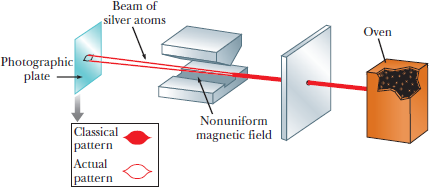 Beam of
silver atoms
Oven
Photographic
plate
Nonuniform
magnetic field
Classical
pattern
Actual
pattern